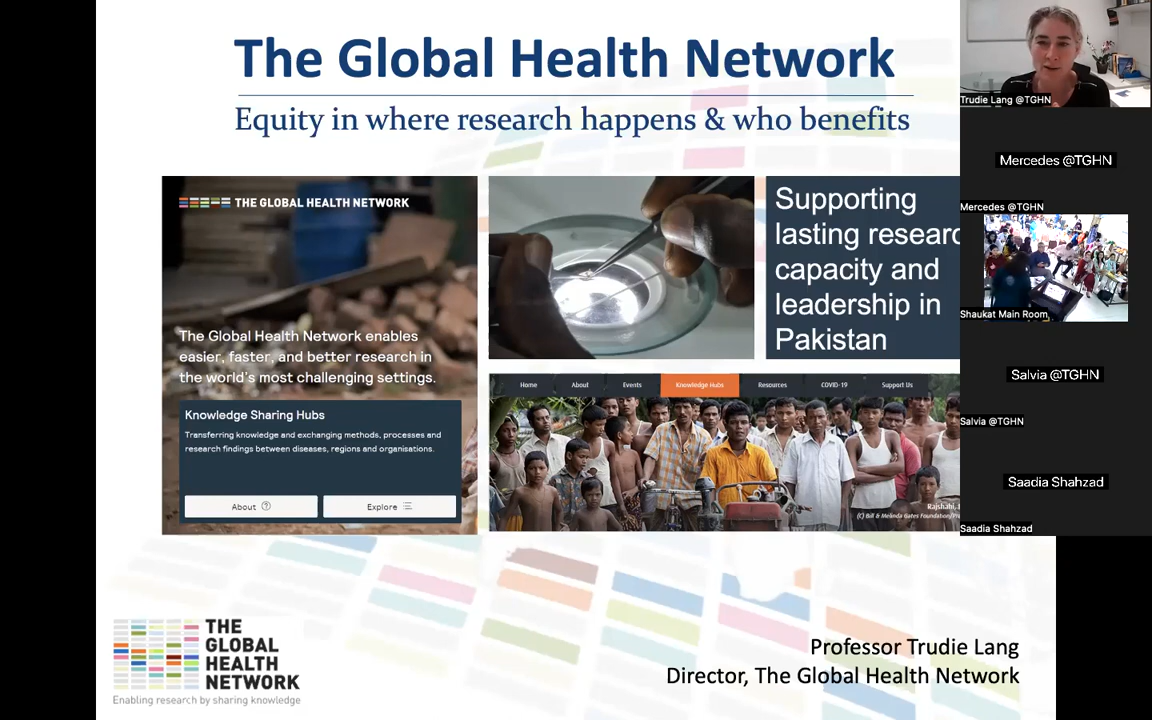 The Global Health Network
Equity in where research happens & who benefits
THE GLOBAL HEALTH NETWORK
The Global Health Network enables
easier, faster, and better research in
the world's most challenging settings.
Knowledge Sharing Hubs
Transferring knowledge and exchanging methods, processes and
research findings between diseases, regions and organisations.
About
Explore
Supporting
lasting researc
capacity and
leadership in
Pakistan
Home About Events Knowledge Hubs Resources COVID-19 Support Us
Rajshahi,
(C) Bill & Melinda Gates Foundation/
THE
GLOBAL
HEALTH
NETWORK
Enabling research by sharing knowledge
Professor Trudie Lang
Director, The Global Health Network
Trudie Lang @TGHN
Mercedes @TGHN
Mercedes @TGHN
Shaukat Main Room
Salvia @TGHN
Salvia @TGHN
Saadia Shahzad
Saadia Shahzad